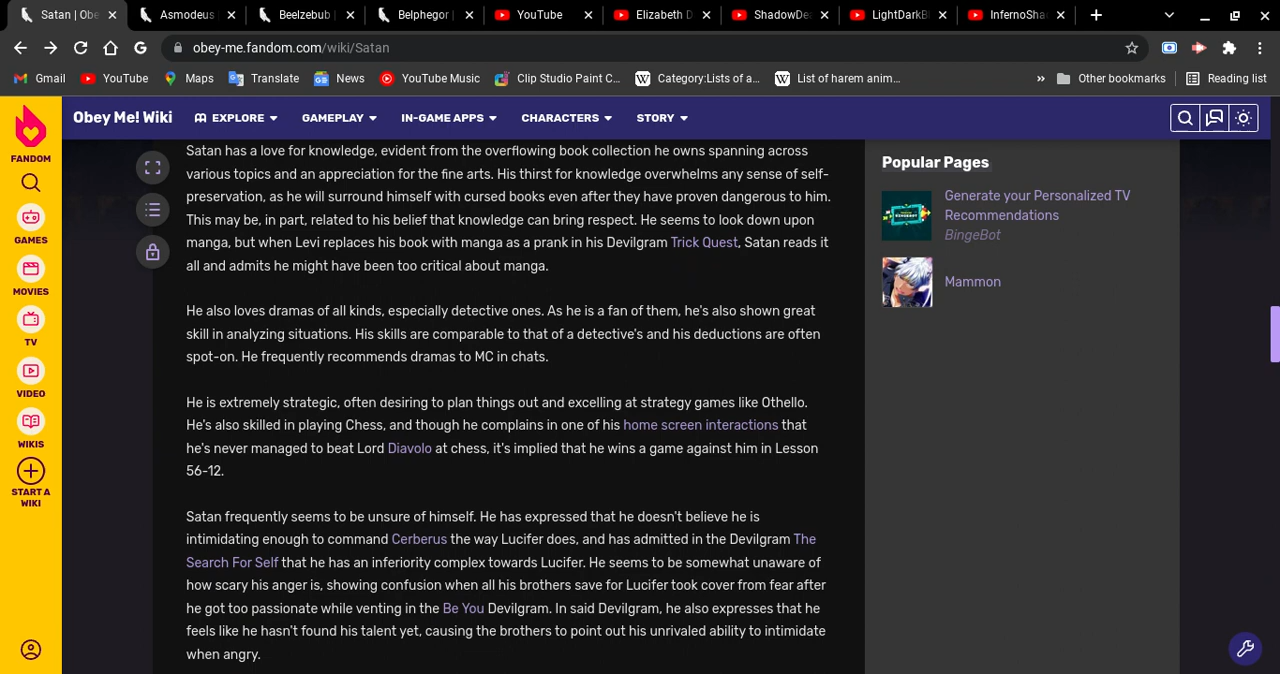 Satan | Obe
Asmodeus
Beelzebub |
Belphegor |
YouTube
Elizabeth D
ShadowDea
LightDarkBl
InfernoShar
obey-me.fandom.com/wiki/Satan
Gmail
YouTube
Maps
Translate
News
YouTube Music
Clip Studio Paint C...
Category:Lists of a...
List of harem anim...
»
Other bookmarks
Reading list
FANDOM
GAMES
MOVIES
TV
VIDEO
WIKIS
START A
WIKI
Obey Me! Wiki
EXPLORE
GAMEPLAY
IN-GAME APPS
CHARACTERS
STORY
Satan has a love for knowledge, evident from the overflowing book collection he owns spanning across
various topics and an appreciation for the fine arts. His thirst for knowledge overwhelms any sense of self-
preservation, as he will surround himself with cursed books even after they have proven dangerous to him.
This may be, in part, related to his belief that knowledge can bring respect. He seems to look down upon
manga, but when Levi replaces his book with manga as a prank in his Devilgram Trick Quest, Satan reads it
all and admits he might have been too critical about manga.
He also loves dramas of all kinds, especially detective ones. As he is a fan of them, he's also shown great
skill in analyzing situations. His skills are comparable to that of a detective's and his deductions are often
spot-on. He frequently recommends dramas to MC in chats.
He is extremely strategic, often desiring to plan things out and excelling at strategy games like Othello.
He's also skilled in playing Chess, and though he complains in one of his home screen interactions that
he's never managed to beat Lord Diavolo at chess, it's implied that he wins a game against him in Lesson
56-12.
Satan frequently seems to be unsure of himself. He has expressed that he doesn't believe he is
intimidating enough to command Cerberus the way Lucifer does, and has admitted in the Devilgram The
Search For Self that he has an inferiority complex towards Lucifer. He seems to be somewhat unaware of
how scary his anger is, showing confusion when all his brothers save for Lucifer took cover from fear after
he got too passionate while venting in the Be You Devilgram. In said Devilgram, he also expresses that he
feels like he hasn't found his talent yet, causing the brothers to point out his unrivaled ability to intimidate
when angry.
Popular Pages
Generate your Personalized TV
Recommendations
BingeBot
Mammon